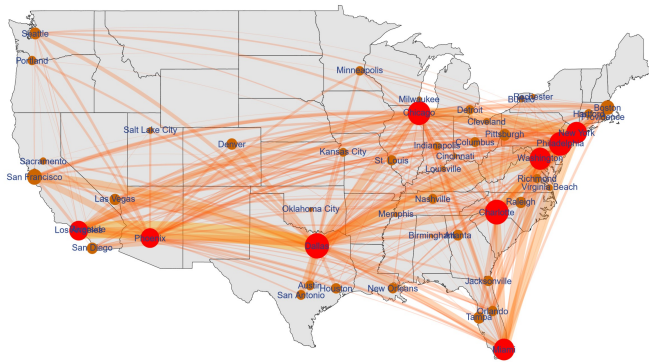 Seattle
Portland
Minneapolis
Milwaukee
Chicago
Detroit
Rochester
Boston
Providence
Cleveland
New York
Pittsburgh
Philadelphia
Salt Lake City
Denver
Kansas City
St. Louis
Indianapolis
Columbus
Cincinnati
Louisville
Washington
Sacramento
San Francisco
Richmond
Virginia Beach
Las Vegas
Nashville
Raleigh
Oklahoma City
Memphis
Charlotte
Los Angeles
Phoenix
San Diego
Dallas
Birmingham
Atlanta
Austin
San Antonio
Houston
New Orleans
Jacksonville
Orlando
Tampa
Miami